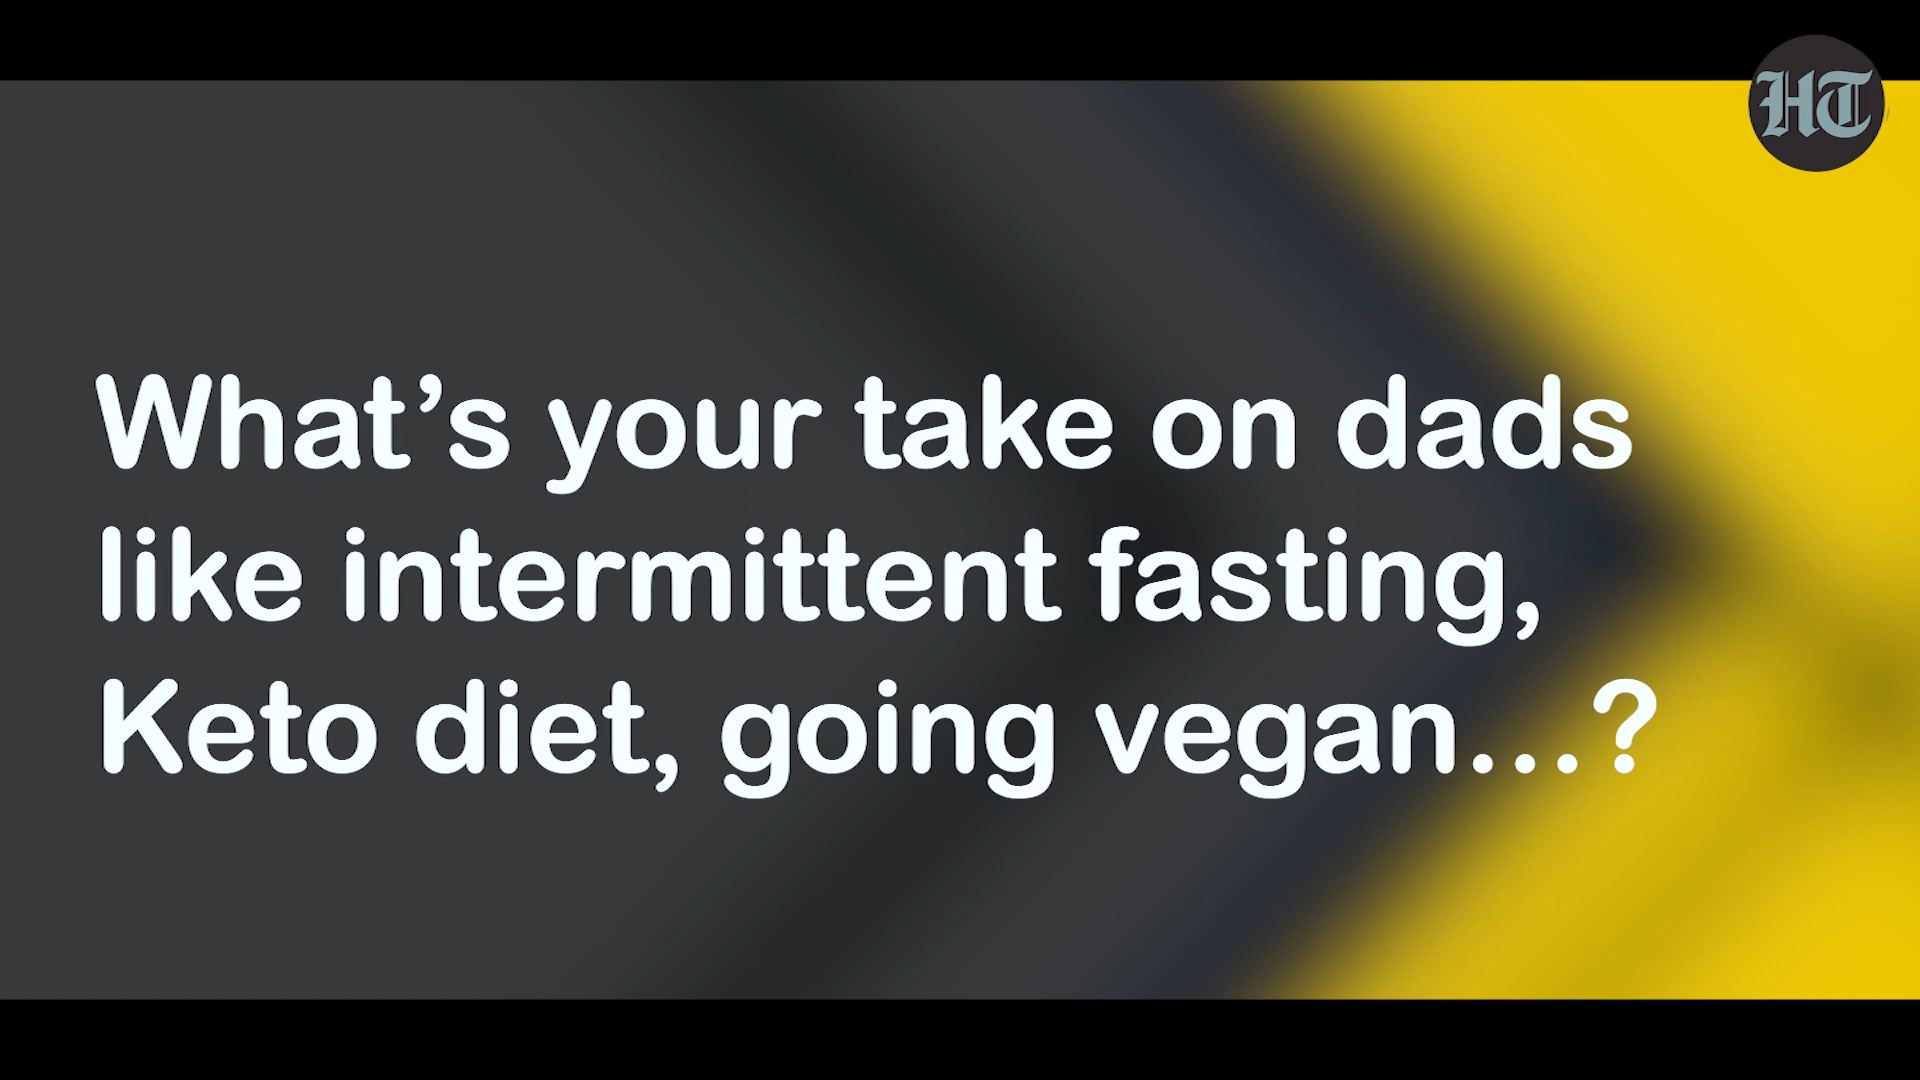 HT
What's your take on dads
like intermittent fasting,
Keto diet, going vegan...?